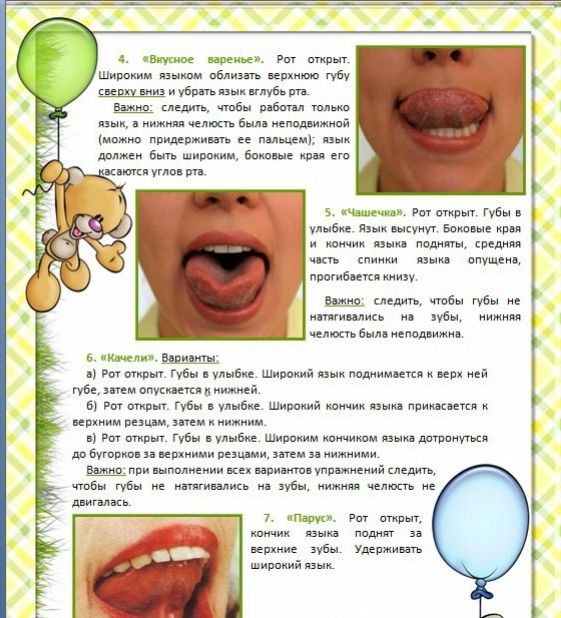 4. «Вкусное варенье». Рот открыт.
Широким языком облизать верхнюю губу
сверху вниз и убрать язык вглубь рта.
Важно: следить, чтобы работал только
язык, а нижняя челюсть была неподвижной
(можно придерживать ее пальцем); язык
должен быть широким, боковые края его
касаются углов рта.
5. «Чашечка». Рот открыт. Губы в
улыбке. Язык высунут. Боковые края
и кончик языка подняты, средняя
часть спинки языка опущена,
прогибается книзу.
Важно: следить, чтобы губы не
натягивались на зубы, нижняя
челюсть была неподвижна.
6. «Качели». Варианты:
а) Рот открыт. Губы в улыбке. Широкий язык поднимается к верх ней
губе, затем опускается к нижней.
б) Рот открыт. Губы в улыбке. Широкий кончик языка прикасается к
верхним резцам, затем к нижним.
в) Рот открыт. Губы в улыбке. Широким кончиком языка дотронуться
до бугорков за верхними резцами, затем за нижними.
Важно: при выполнении всех вариантов упражнений следить,
чтобы губы не натягивались на зубы, нижняя челюсть не
двигалась.
7. «Парус». Рот открыт,
кончик языка поднят за
верхние зубы. Удерживать
широкий язык.